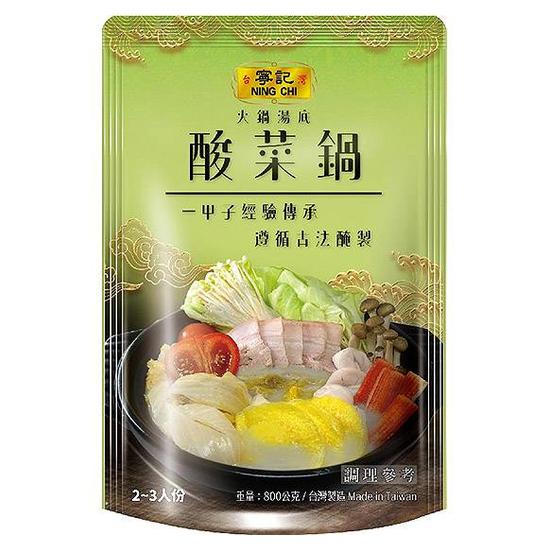 台 寧記 灣
NING CHI
火鍋湯底
酸菜鍋
一甲子經驗傳承
遵循古法醃製
調理參考
2~3人份
重量：800公克 / 台灣製造 Made in Taiwan